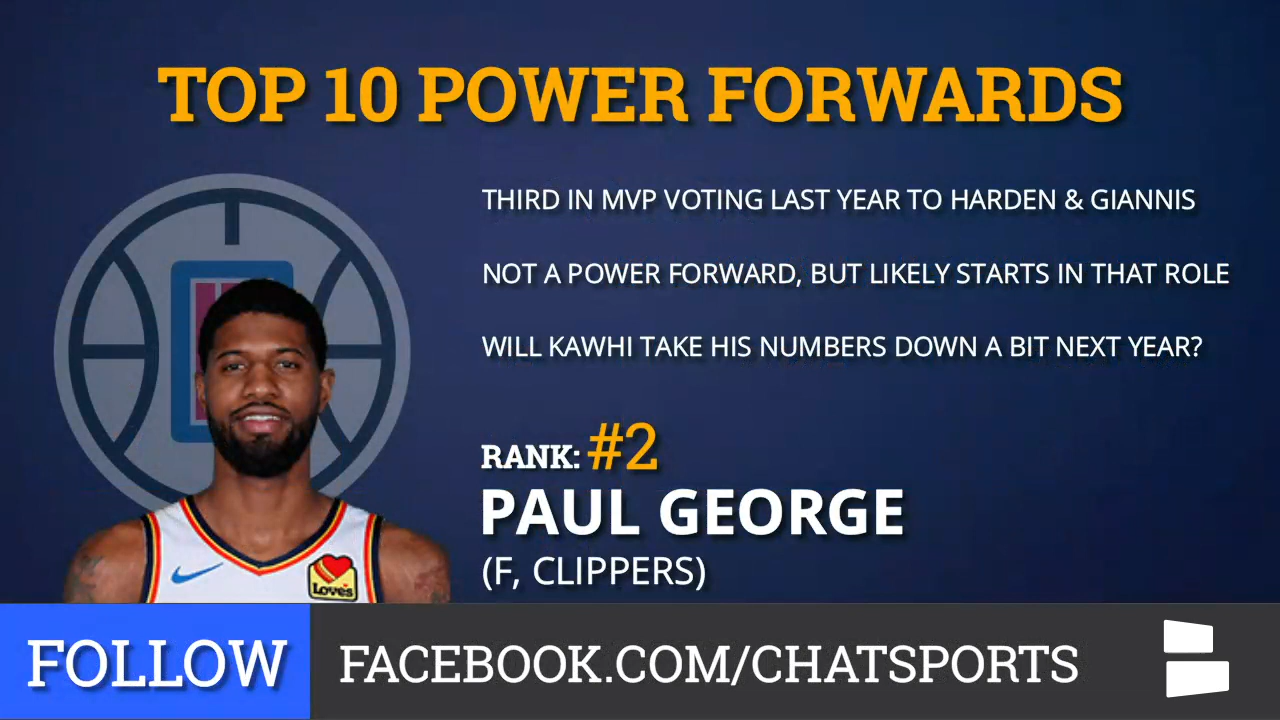 TOP 10 POWER FORWARDS
THIRD IN MVP VOTING LAST YEAR TO HARDEN & GIANNIS
NOT A POWER FORWARD, BUT LIKELY STARTS IN THAT ROLE
WILL KAWHI TAKE HIS NUMBERS DOWN A BIT NEXT YEAR?
RANK: #2
PAUL GEORGE
(F, CLIPPERS)
Love's
FOLLOW FACEBOOK.COM/CHATSPORTS